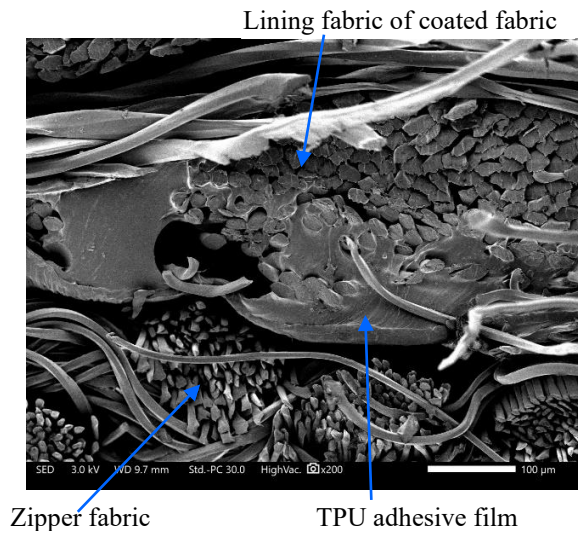 Lining fabric of coated fabric
SED 3.0 kV WD 9.7 mm Std.-PC 30.0 HighVac. x200 100 µm
Zipper fabric
TPU adhesive film